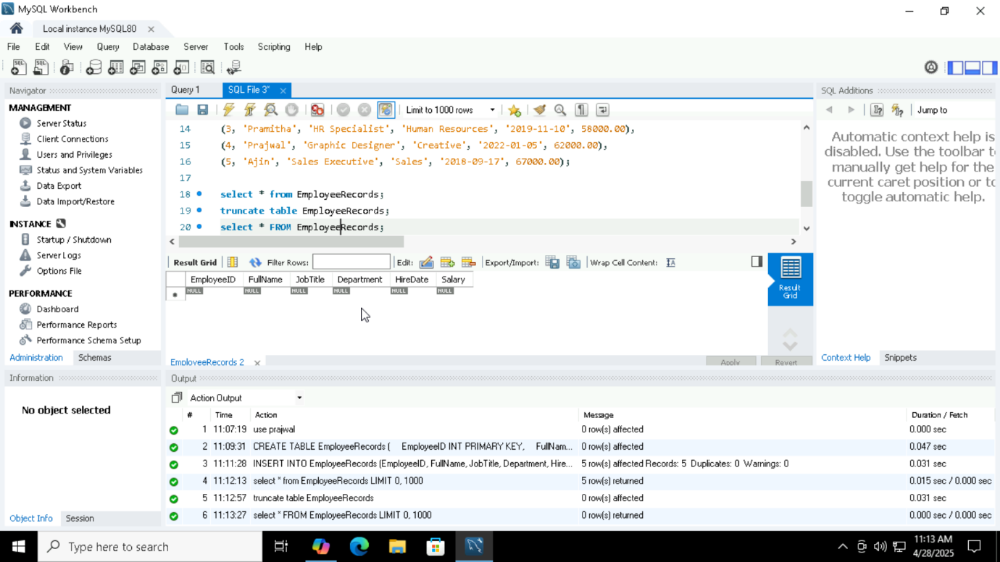 MySQL Workbench
Local instance MySQL80
File Edit View Query Database Server Tools Scripting Help
Navigator
MANAGEMENT
Server Status
Client Connections
Users and Privileges
Status and System Variables
Data Export
Data Import/Restore
INSTANCE
Startup / Shutdown
Server Logs
Options File
PERFORMANCE
Dashboard
Performance Reports
Performance Schema Setup
Administration Schemas
Information
No object selected
Object Info Session
Query 1 SQL File 3*
Limit to 1000 rows
14 (3, 'Pramitha', 'HR Specialist', 'Human Resources', '2019-11-10', 58000.00),
15 (4, 'Prajwal', 'Graphic Designer', 'Creative', '2022-01-05', 62000.00),
16 (5, 'Ajin', 'Sales Executive', 'Sales', '2018-09-17', 67000.00);
17
18 select * from EmployeeRecords;
19 truncate table EmployeeRecords;
20 select * FROM EmployeeRecords;
Result Grid Filter Rows: Edit: Export/Import: Wrap Cell Content:
EmployeeID FullName JobTitle Department HireDate Salary
NULL NULL NULL NULL NULL NULL
Result
Grid
EmployeeRecords 2 Apply Revert
SQL Additions
Jump to
Automatic context help is
disabled. Use the toolbar t
manually get help for the
current caret position or to
toggle automatic help.
Context Help Snippets
Output
Action Output
# Time Action Message Duration / Fetch
1 11:07:19 use prajwal 0 row(s) affected 0.000 sec
2 11:09:31 CREATE TABLE EmployeeRecords ( EmployeeID INT PRIMARY KEY, FullNam... 0 row(s) affected 0.047 sec
3 11:11:28 INSERT INTO EmployeeRecords (EmployeeID, FullName, JobTitle, Department, Hire... 5 row(s) affected Records: 5 Duplicates: 0 Warnings: 0 0.031 sec
4 11:12:13 select * from EmployeeRecords LIMIT 0, 1000 5 row(s) returned 0.015 sec / 0.000 sec
5 11:12:57 truncate table EmployeeRecords 0 row(s) affected 0.031 sec
6 11:13:27 select * FROM EmployeeRecords LIMIT 0, 1000 0 row(s) returned 0.000 sec / 0.000 sec
Type here to search
11:13 AM
4/28/2025